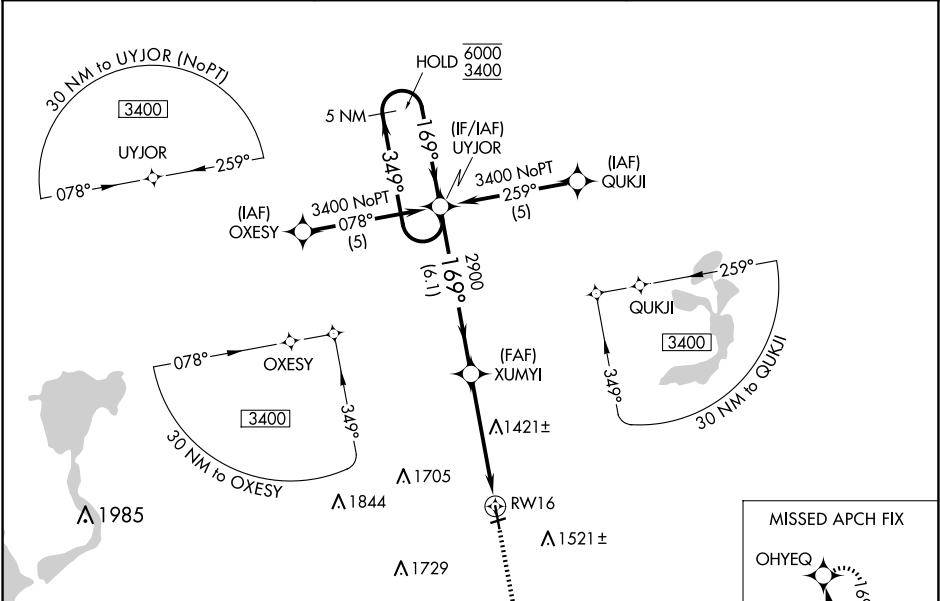 30 NM to UYJOR (NoPT)
3400
UYJOR
078°
259°
HOLD 6000
3400
5 NM
169°
349°
(IF/IAF)
UYJOR
(IAF)
OXESY
3400 NoPT
078°
(5)
3400 NoPT
259°
(5)
(IAF)
QUKJI
2900
169°
(6.1)
(FAF)
XUMYI
078°
OXESY
349°
3400
30 NM to OXESY
259°
QUKJI
3400
349°
30 NM to QUKJI
1421±
1705
1844
1985
RW16
1521±
1729
MISSED APCH FIX
OHYEQ